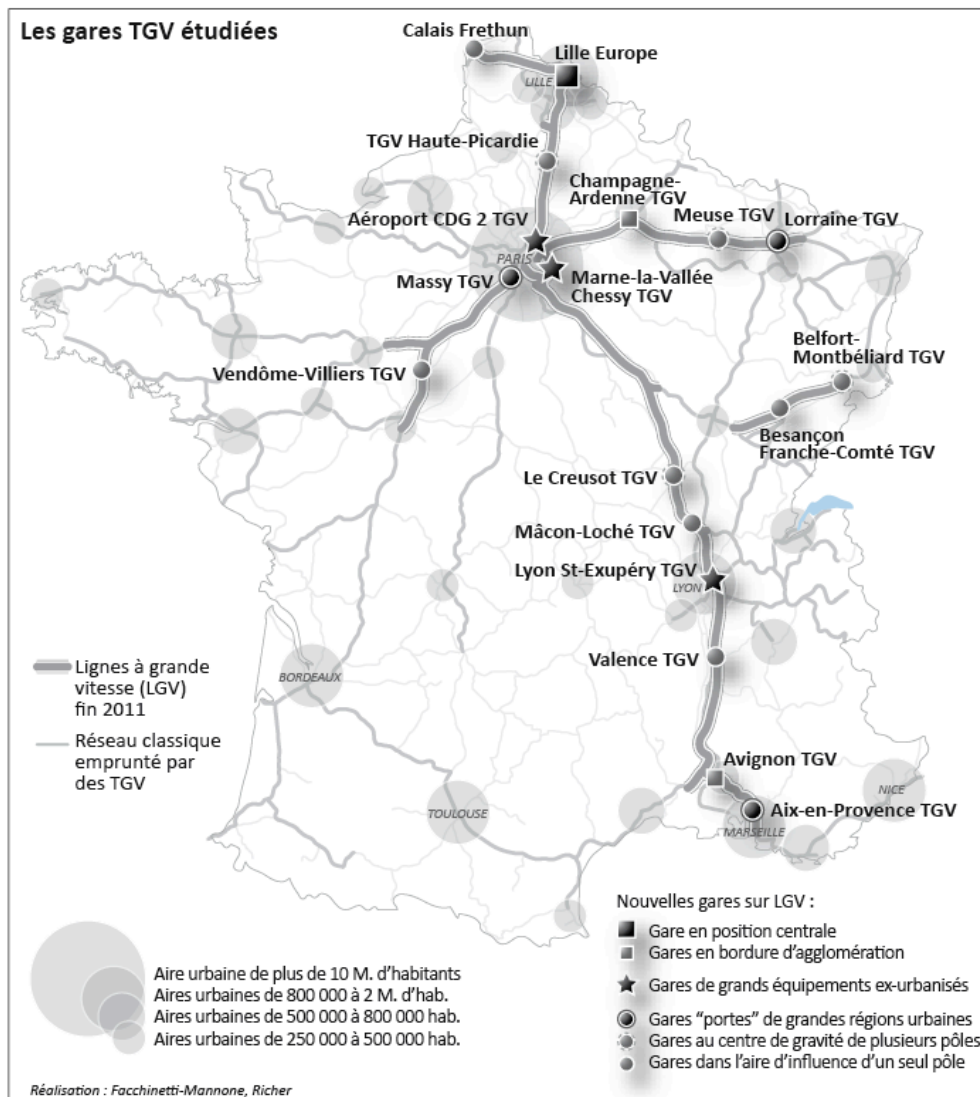 Les gares TGV étudiées
Calais Frethun
Lille Europe
LILLE
TGV Haute-Picardie
Champagne-
Ardenne TGV
Meuse TGV
Lorraine TGV
Aéroport CDG 2 TGV
PARIS
Massy TGV
Marne-la-Vallée
Chessy TGV
Belfort-
Montbéliard TGV
Vendôme-Villiers TGV
Besançon
Franche-Comté TGV
Le Creusot TGV
Mâcon-Loché TGV
Lyon St-Exupéry TGV
LYON
Valence TGV
Lignes à grande
vitesse (LGV)
fin 2011
BORDEAUX
Réseau classique
emprunté par
des TGV
Avignon TGV
NICE
TOULOUSE
Aix-en-Provence TGV
MARSEILLE
Nouvelles gares sur LGV :
Gare en position centrale
Gares en bordure d'agglomération
Gares de grands équipements ex-urbanisés
Gares "portes" de grandes régions urbaines
Gares au centre de gravité de plusieurs pôles
Gares dans l'aire d'influence d'un seul pôle
Aire urbaine de plus de 10 M. d'habitants
Aires urbaines de 800 000 à 2 M. d'hab.
Aires urbaines de 500 000 à 800 000 hab.
Aires urbaines de 250 000 à 500 000 hab.
Réalisation : Facchinetti-Mannone, Richer